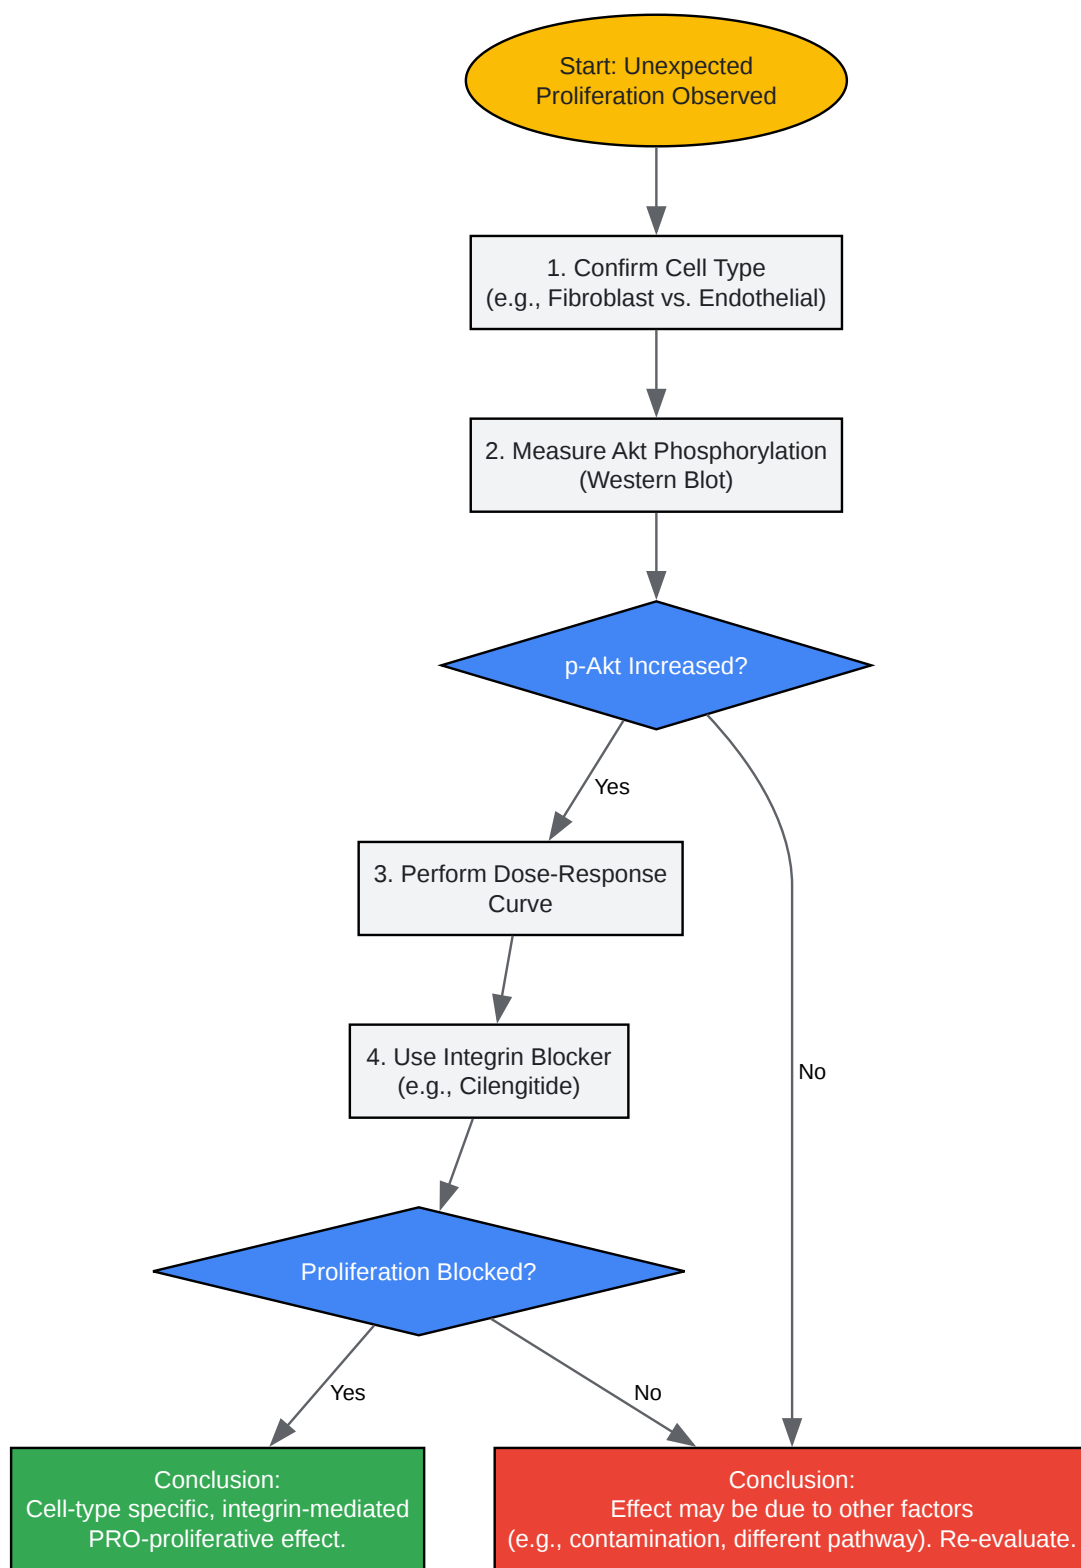 Start: Unexpected
Proliferation Observed
1. Confirm Cell Type
(e.g., Fibroblast vs. Endothelial)
2. Measure Akt Phosphorylation
(Western Blot)
p-Akt Increased?
Yes
3. Perform Dose-Response
Curve
4. Use Integrin Blocker
(e.g., Cilengitide)
No
Proliferation Blocked?
Yes
No
Conclusion:
Cell-type specific, integrin-mediated
PRO-proliferative effect.
Conclusion:
Effect may be due to other factors
(e.g., contamination, different pathway). Re-evaluate.